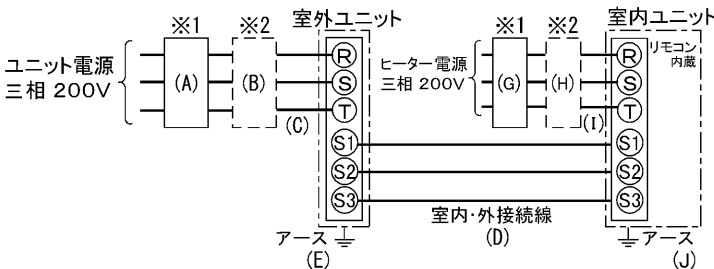 ※1 ※2 室外ユニット ※1 ※2 室内ユニット
ユニット電源
三相 200V
(A) (B) (C)
R
S
T
S1
S2
S3
ヒーター電源
三相 200V
(G) (H) (I)
R
S
T
S1
S2
S3
リモコン
内蔵
室内・外接続線
(D)
アース
(E)
アース
(J)